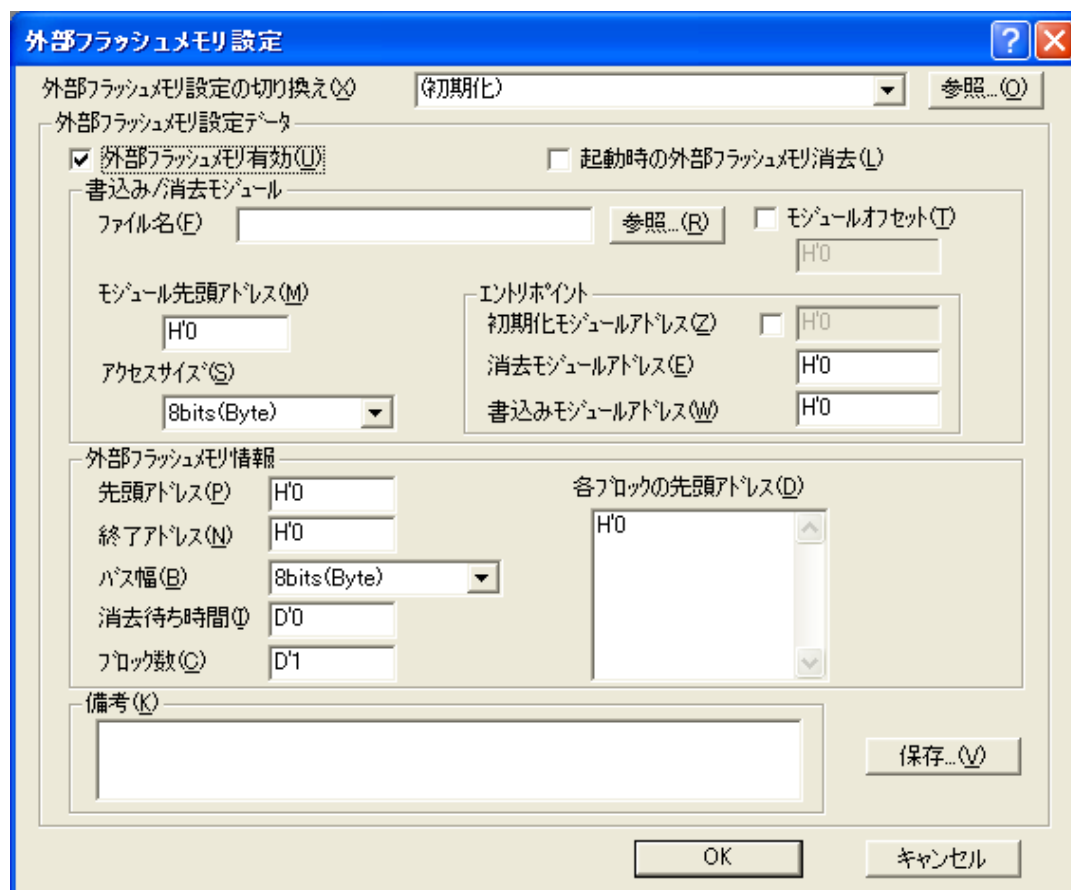 外部フラッシュメモリ設定
外部フラッシュメモリ設定の切り換え(X) (初期化) 参照...(O)
外部フラッシュメモリ設定データ
外部フラッシュメモリ有効(U) 起動時の外部フラッシュメモリ消去(L)
書込み/消去モジュール
ファイル名(F) 参照...(R) モジュールオフセット(T)
H'0
モジュール先頭アドレス(M)
H'0
アクセスサイズ(S)
8bits(Byte)
エントリポイント
初期化モジュールアドレス(Z) H'0
消去モジュールアドレス(E) H'0
書込みモジュールアドレス(W) H'0
外部フラッシュメモリ情報
先頭アドレス(P) H'0
終了アドレス(N) H'0
バス幅(B) 8bits(Byte)
消去待ち時間(I) D'0
ブロック数(C) D'1
各ブロックの先頭アドレス(D)
H'0
備考(K)
保存...(V)
OK キャンセル